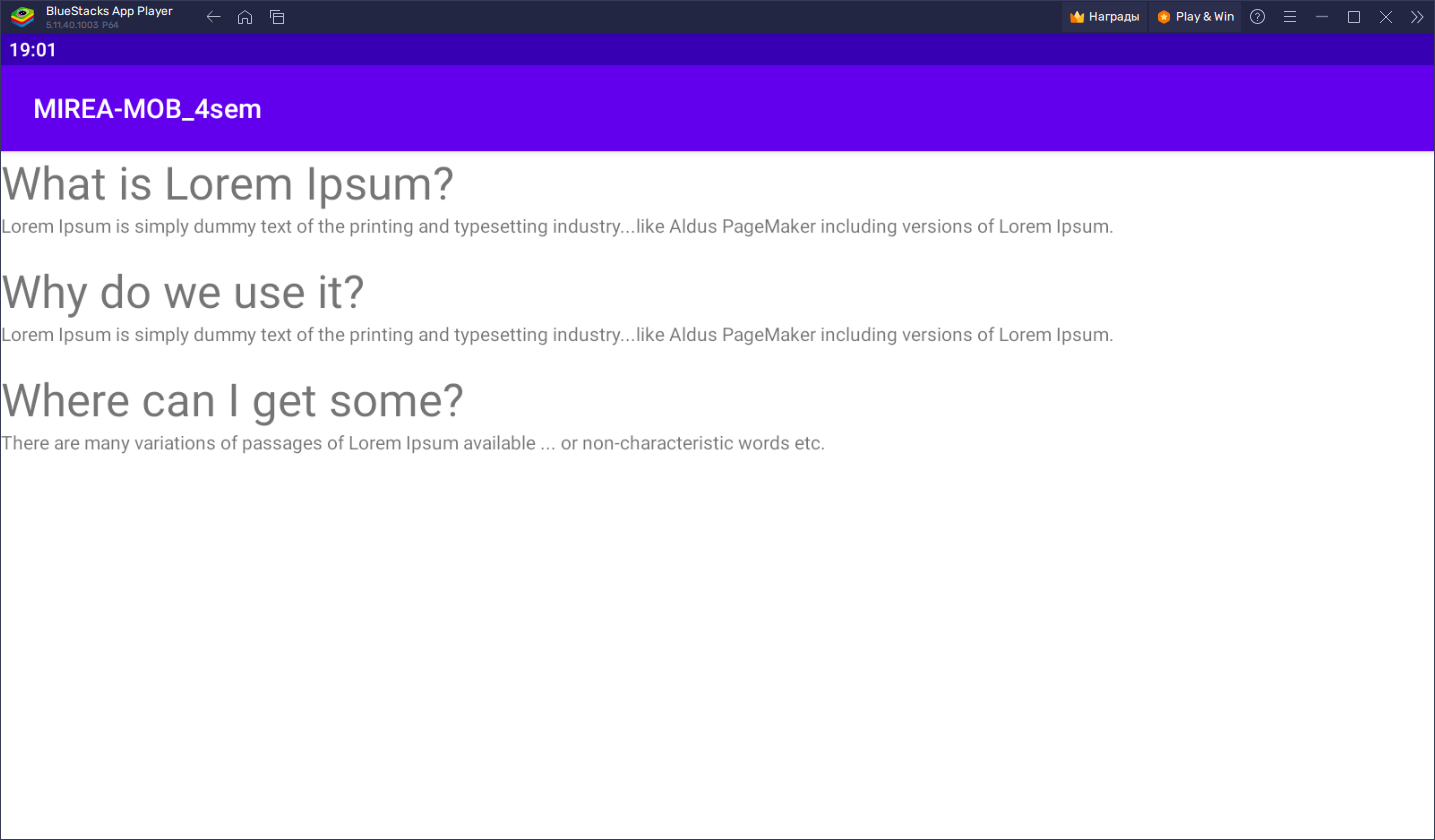 BlueStacks App Player
5.11.40.1003 P64
Награды
Play & Win
19:01
MIREA-MOB_4sem
What is Lorem Ipsum?
Lorem Ipsum is simply dummy text of the printing and typesetting industry...like Aldus PageMaker including versions of Lorem Ipsum.
Why do we use it?
Lorem Ipsum is simply dummy text of the printing and typesetting industry...like Aldus PageMaker including versions of Lorem Ipsum.
Where can I get some?
There are many variations of passages of Lorem Ipsum available ... or non-characteristic words etc.